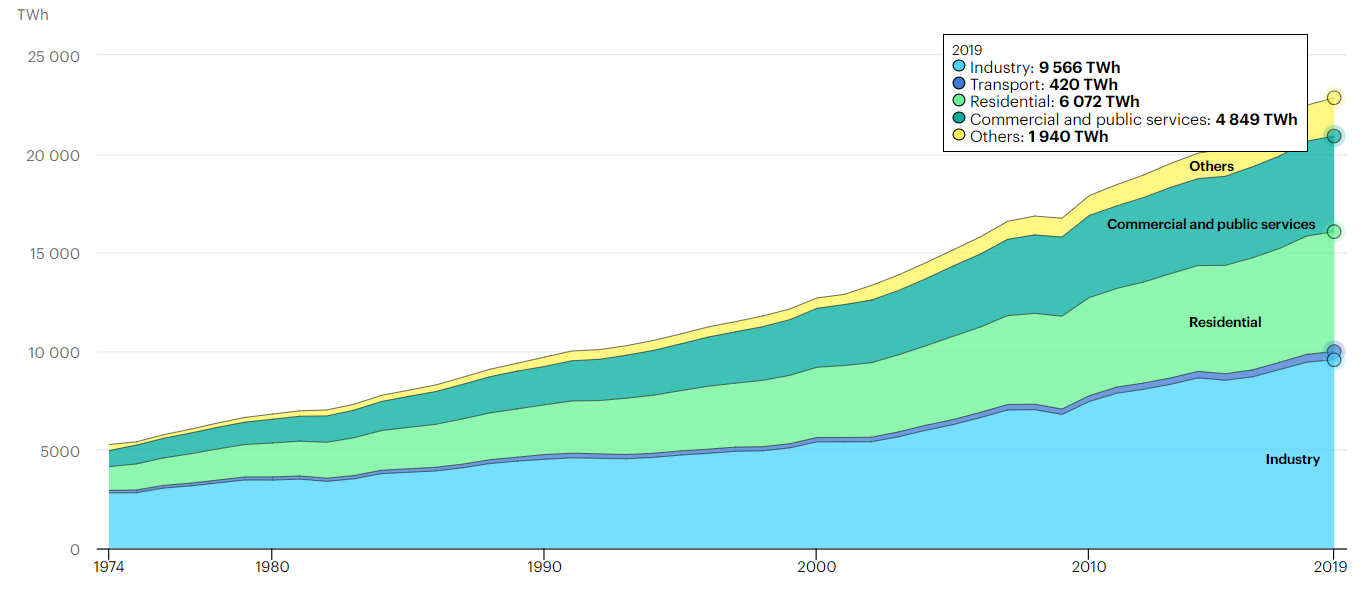 TWh
25 000
20 000
15 000
10 000
5000
0
2019
Industry: 9 566 TWh
Transport: 420 TWh
Residential: 6 072 TWh
Commercial and public services: 4 849 TWh
Others: 1 940 TWh
Others
Commercial and public services
Residential
Industry
1974 1980 1990 2000 2010 2019